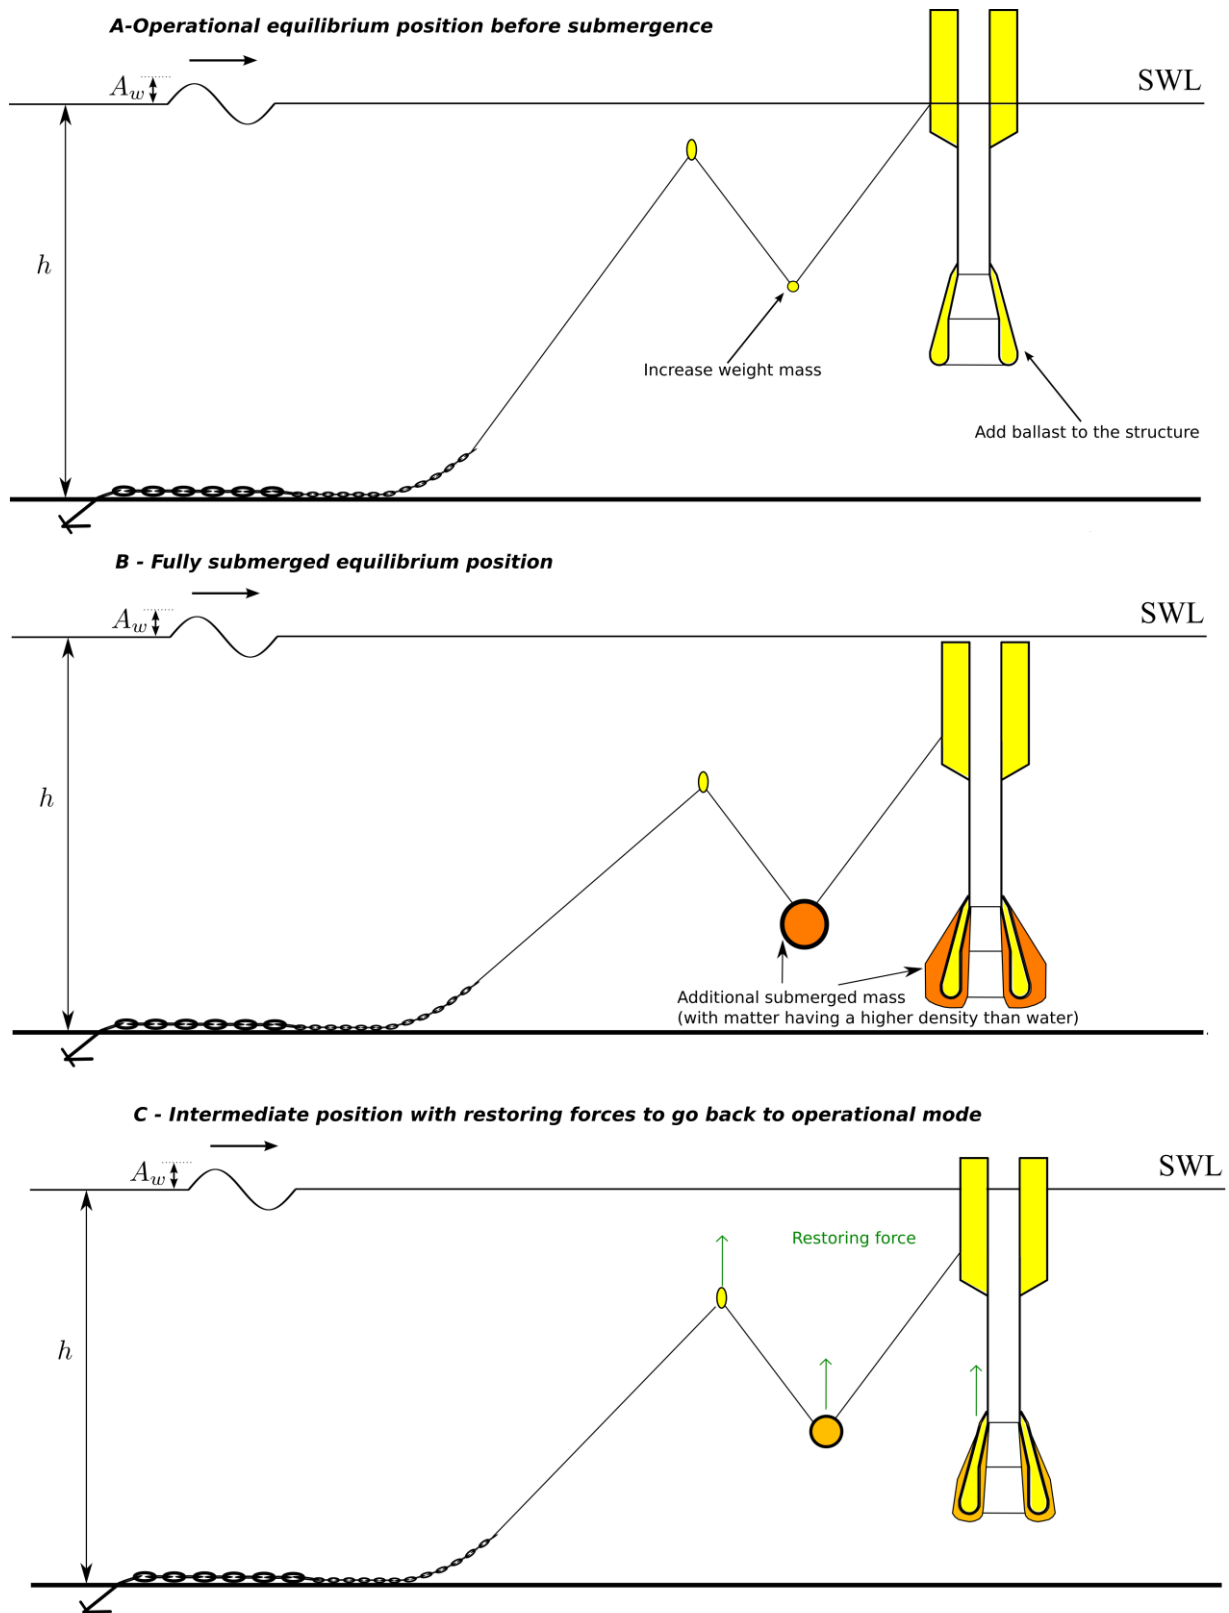 A-Operational equilibrium position before submergence
A_w
SWL
h
Increase weight mass
Add ballast to the structure
B - Fully submerged equilibrium position
A_w
SWL
h
Additional submerged mass
(with matter having a higher density than water)
C - Intermediate position with restoring forces to go back to operational mode
A_w
SWL
Restoring force
h